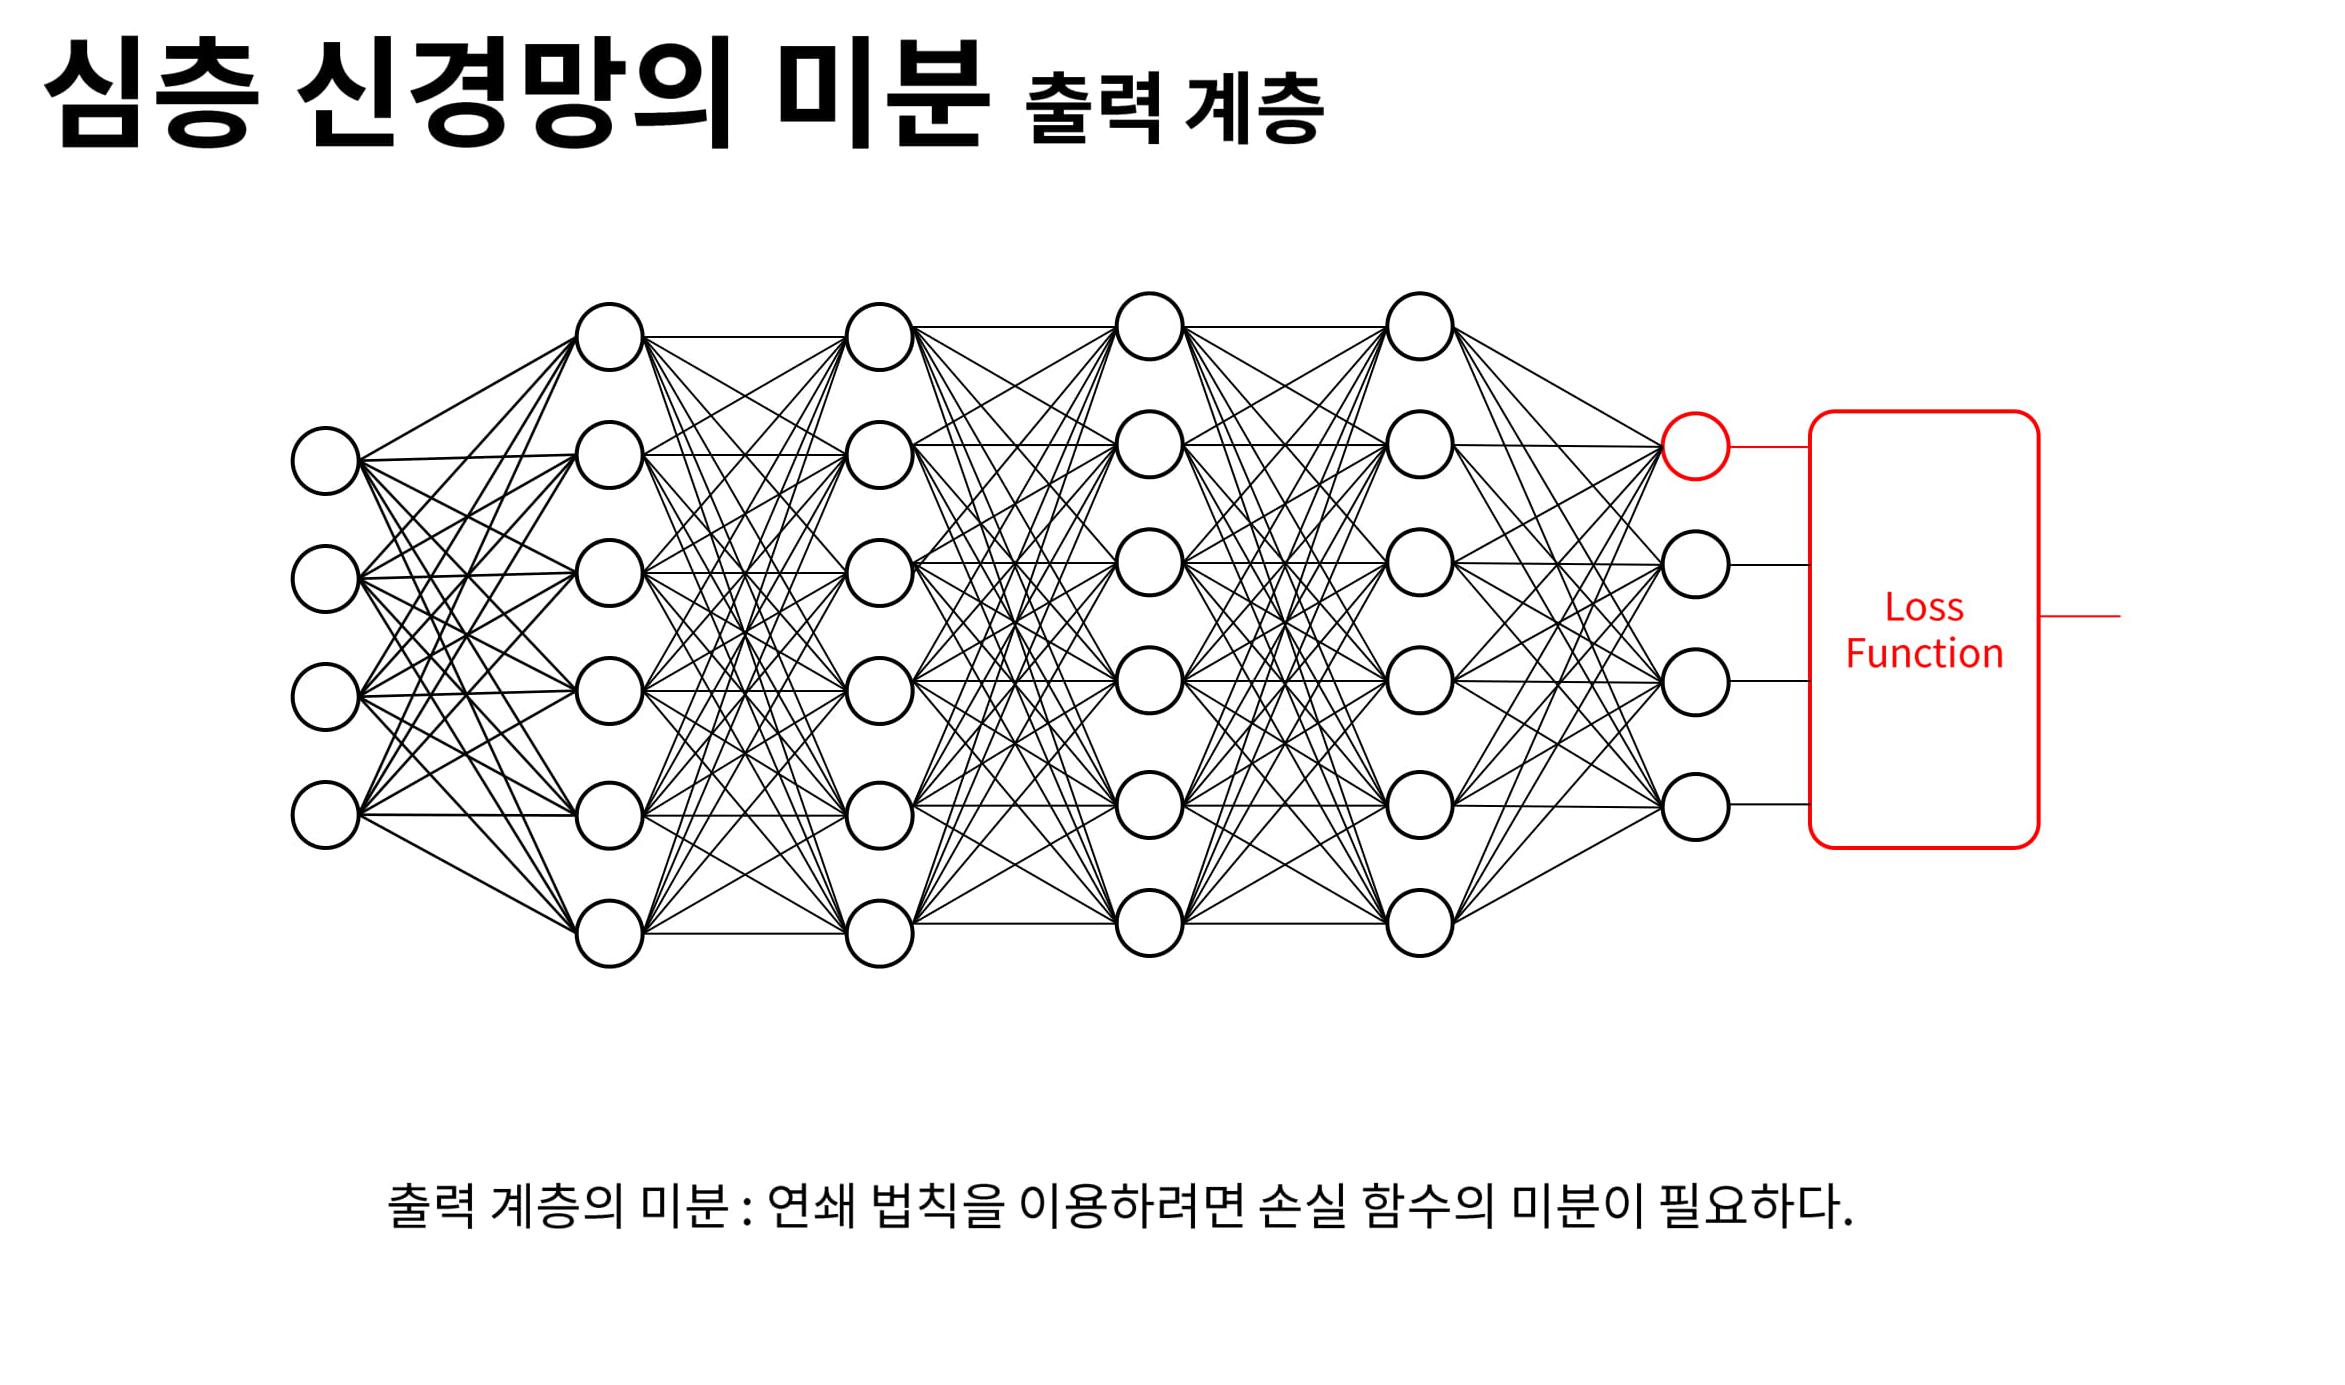 심층 신경망의 미분 출력 계층
Loss
Function
출력 계층의 미분 : 연쇄 법칙을 이용하려면 손실 함수의 미분이 필요하다.